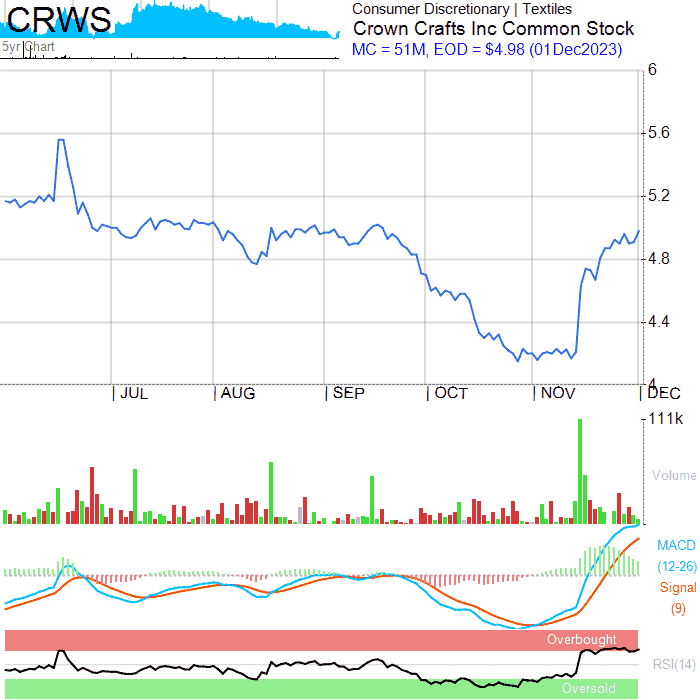 CRWS
5yr Chart
Consumer Discretionary | Textiles
Crown Crafts Inc Common Stock
MC = 51M, EOD = $4.98 (01Dec2023)
6
5.6
5.2
4.8
4.4
4
JUL AUG SEP OCT NOV DEC
111k
Volume
MACD
(12-26)
Signal
(9)
Overbought
RSI(14)
Oversold